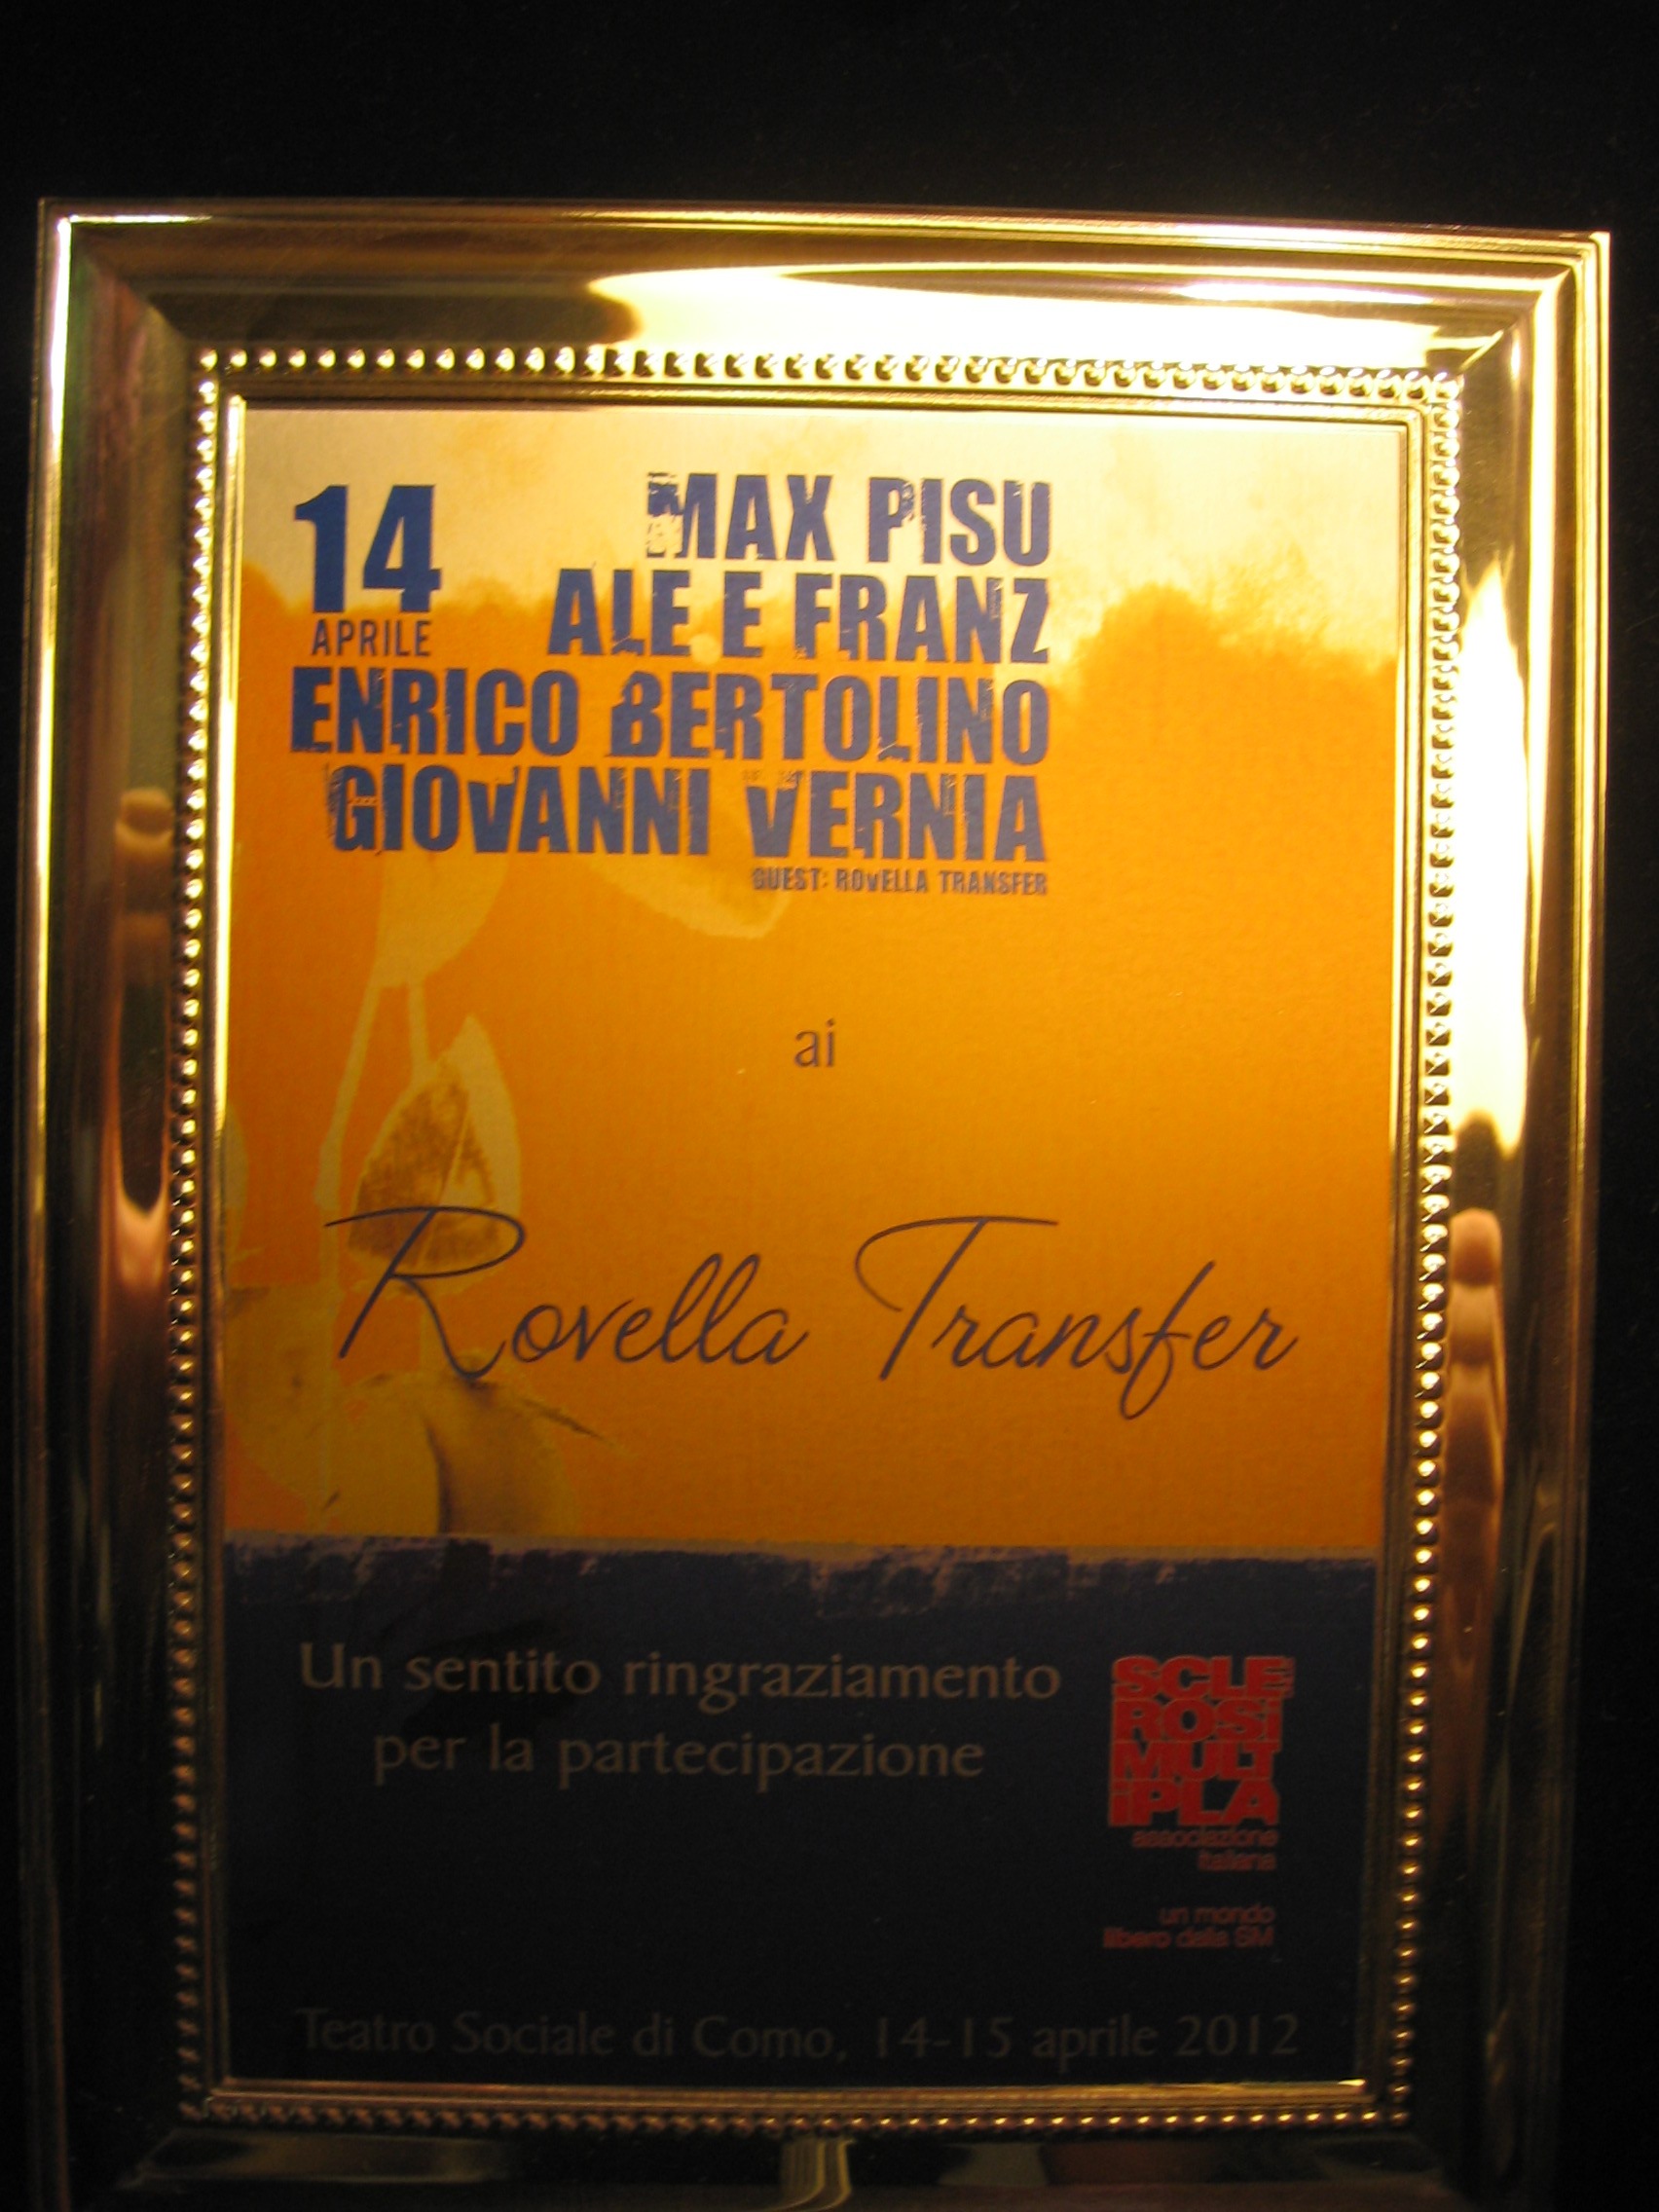 14
APRILE
MAX PISU
ALE E FRANZ
ENRICO BERTOLINO
GIOVANNI VERNIA
GUEST: ROVELLA TRANSFER
ai
Rovella Transfer
Un sentito ringraziamento
per la partecipazione
SCLE
ROSI
MULT
iPLA
associazione
italiana
un mondo
libero dalla SM
Teatro Sociale di Como, 14-15 aprile 2012